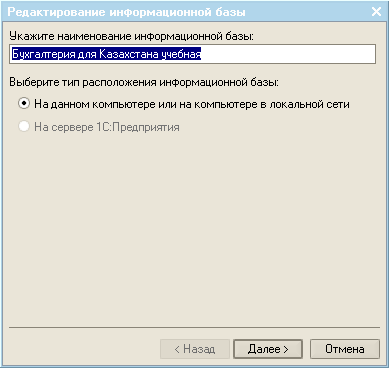 Редактирование информационной базы
Укажите наименование информационной базы:
Бухгалтерия для Казахстана учебная
Выберите тип расположения информационной базы:
На данном компьютере или на компьютере в локальной сети
На сервере 1С:Предприятия
< Назад Далее > Отмена